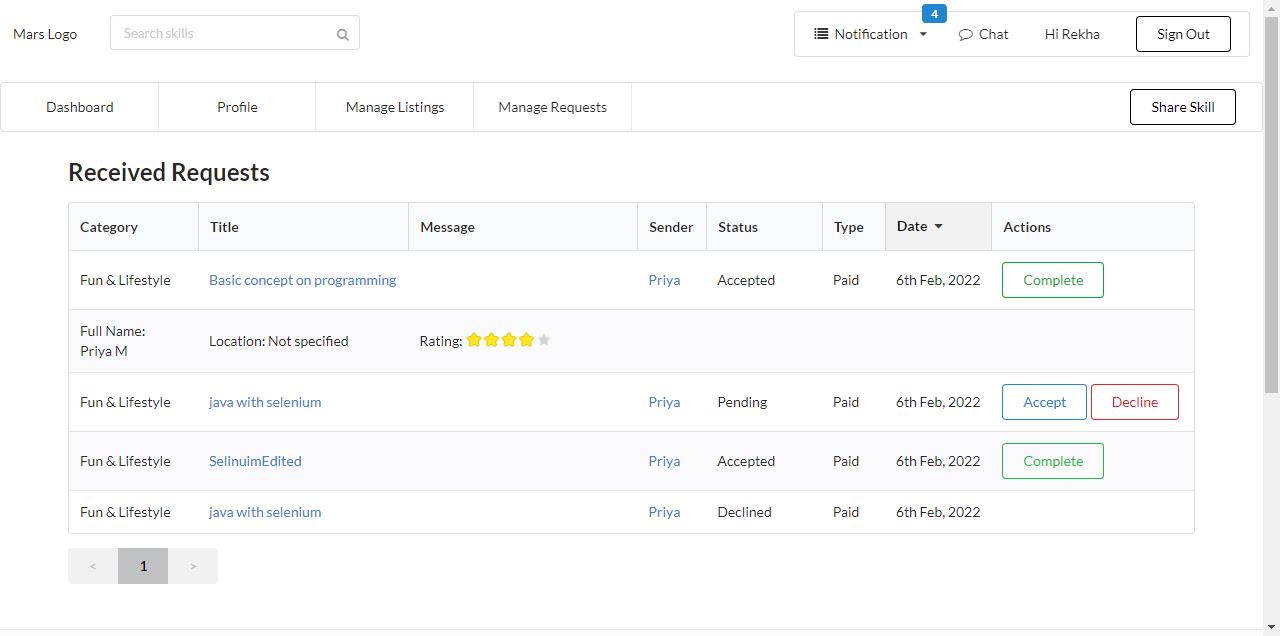 4
Mars Logo Search skills Notification Chat Hi Rekha Sign Out
Dashboard Profile Manage Listings Manage Requests Share Skill
Received Requests
Category Title Message Sender Status Type Date Actions
Fun & Lifestyle Basic concept on programming Priya Accepted Paid 6th Feb, 2022 Complete
Full Name:
Priya M Location: Not specified Rating:
Fun & Lifestyle java with selenium Priya Pending Paid 6th Feb, 2022 Accept Decline
Fun & Lifestyle SelinuimEdited Priya Accepted Paid 6th Feb, 2022 Complete
Fun & Lifestyle java with selenium Priya Declined Paid 6th Feb, 2022
< 1 >